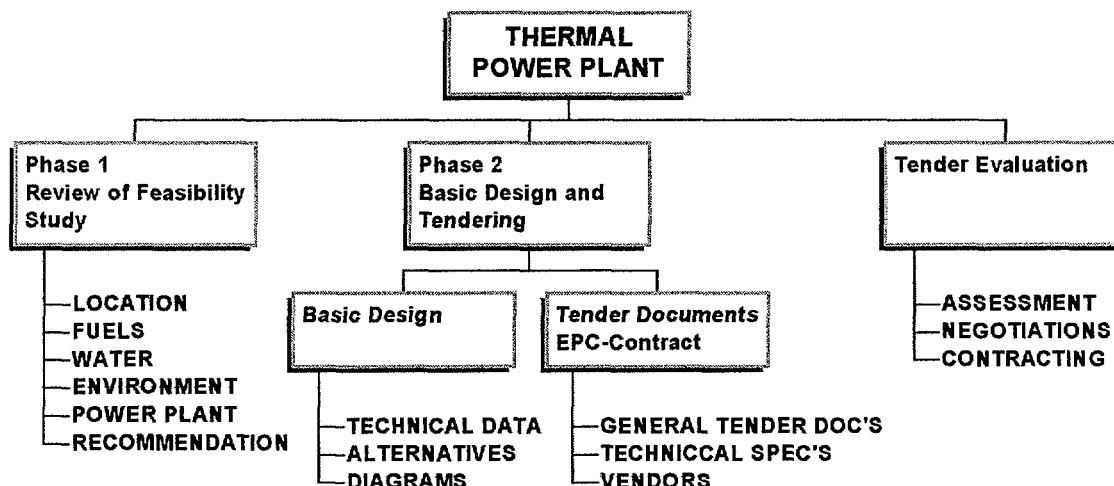 THERMAL
POWER PLANT
Phase 1
Review of Feasibility
Study
LOCATION
FUELS
WATER
ENVIRONMENT
POWER PLANT
RECOMMENDATION
Phase 2
Basic Design and
Tendering
Basic Design
TECHNICAL DATA
ALTERNATIVES
DIAGRAMS
Tender Documents
EPC-Contract
GENERAL TENDER DOC'S
TECHNICCAL SPEC'S
VENDORS
Tender Evaluation
ASSESSMENT
NEGOTIATIONS
CONTRACTING